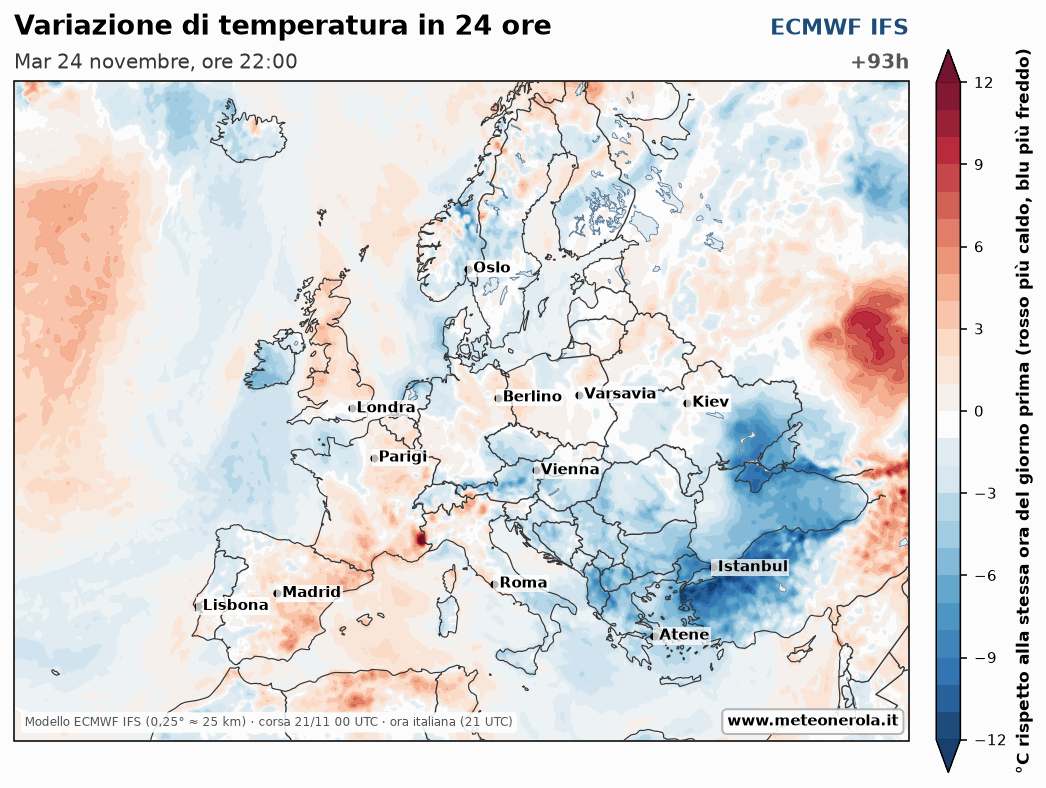 Variazione di temperatura in 24 ore
ECMWF IFS
Mar 24 novembre, ore 22:00
+93h
Oslo
Londra
Berlino
Varsavia
Kiev
Parigi
Vienna
Istanbul
Roma
Madrid
Lisbona
Atene
Modello ECMWF IFS (0,25° ≈ 25 km) · corsa 21/11 00 UTC · ora italiana (21 UTC)
www.meteonerola.it
12
9
6
3
0
−3
−6
−9
−12
°C rispetto alla stessa ora del giorno prima (rosso più caldo, blu più freddo)